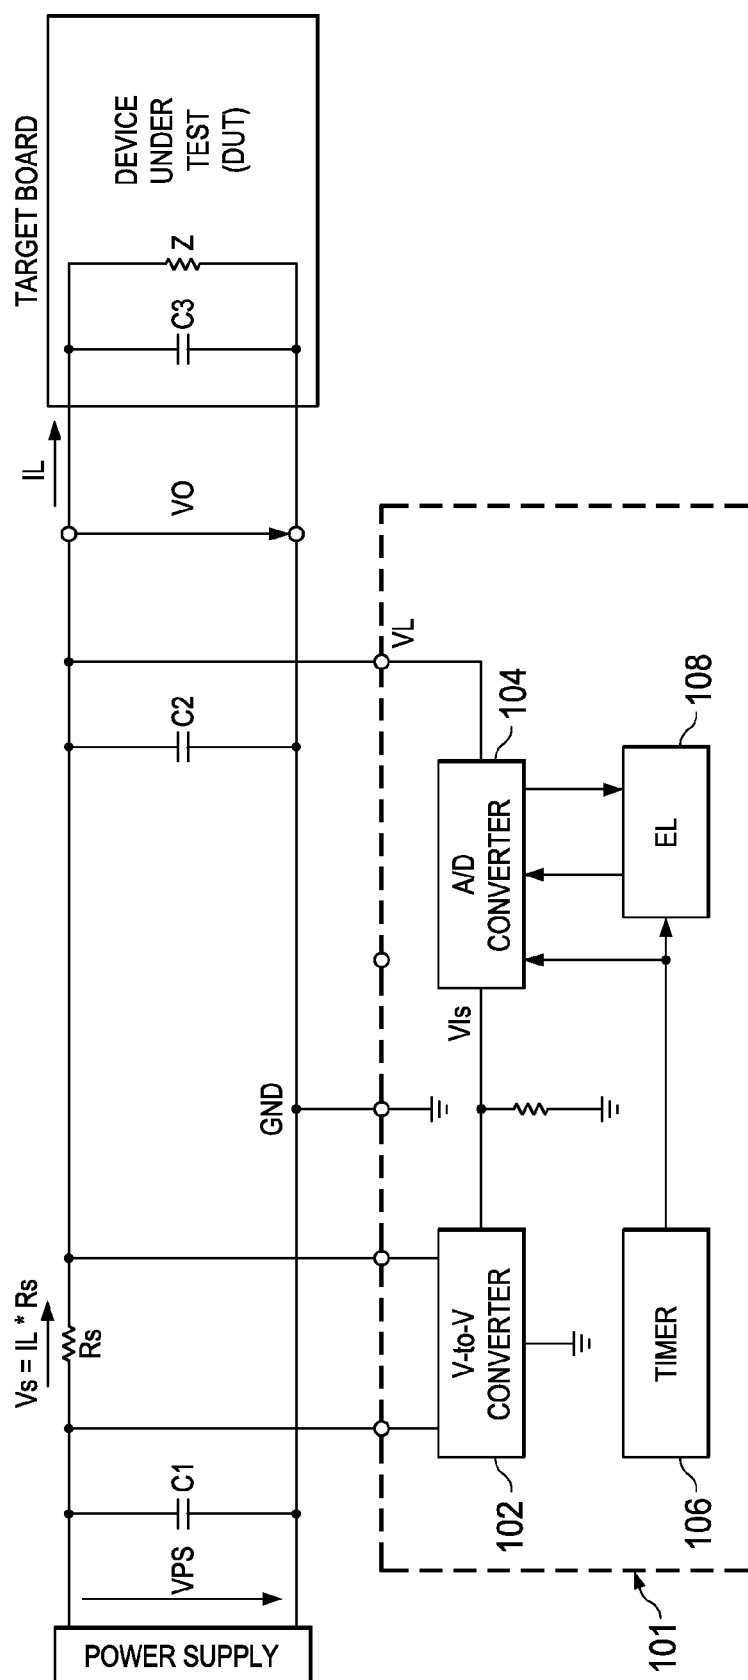 Vs = IL * Rs
Rs
POWER SUPPLY
VPS
C1
GND
C2
VO
IL
TARGET BOARD
C3
Z
DEVICE
UNDER
TEST
(DUT)
101
102
V-to-V
CONVERTER
VIs
A/D
CONVERTER
104
VL
106
TIMER
EL
108